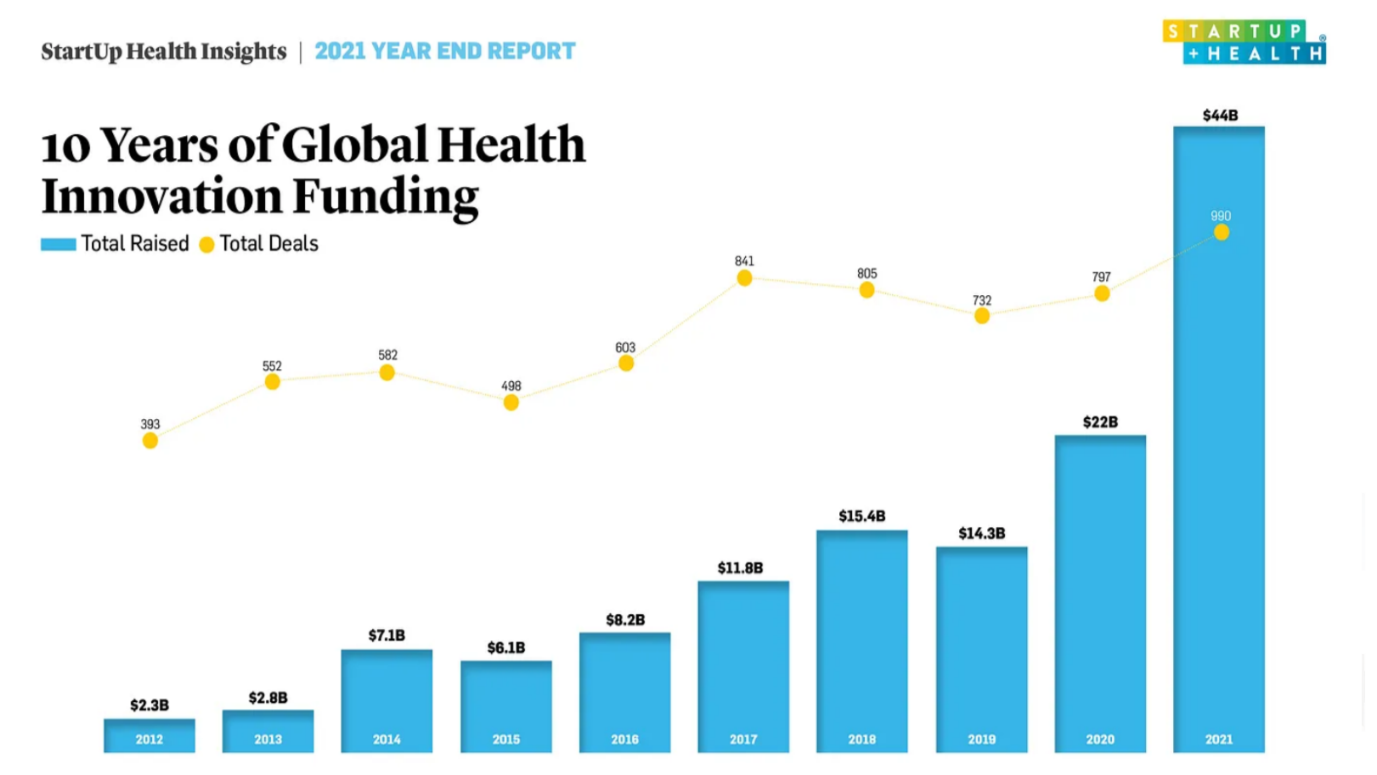 StartUp Health Insights | 2021 YEAR END REPORT
STARTUP
+HEALTH®
10 Years of Global Health
Innovation Funding
Total Raised Total Deals
393
552
582
498
603
841
805
732
797
990
$2.3B
$2.8B
$7.1B
$6.1B
$8.2B
$11.8B
$15.4B
$14.3B
$22B
$44B
2012
2013
2014
2015
2016
2017
2018
2019
2020
2021